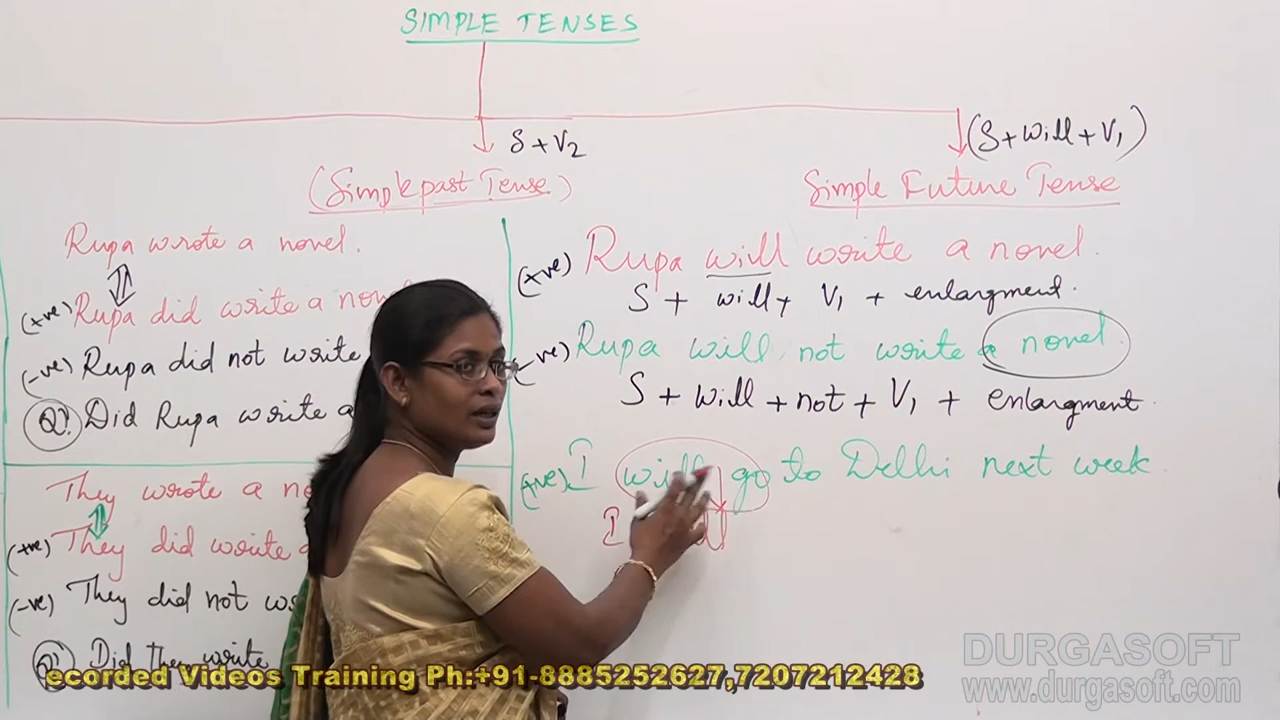 SIMPLE TENSES
S + V2
(Simple past Tense)
Rupa wrote a novel.
(+ve) Rupa did write a
(-ve) Rupa did not write
Q? Did Rupa write a
They wrote a
(+ve) They did write
(-ve) They did not
Q? Did they write
(S + will + V1)
Simple Future Tense
(+ve) Rupa will write a novel.
S + will + V1 + enlargment.
(-ve) Rupa will not write a novel.
S + will + not + V1 + enlargment.
(+ve) I will go to Delhi next week.
I
ecorded Videos Training Ph:+91-8885252627,7207212428
DURGASOFT
www.durgasoft.com